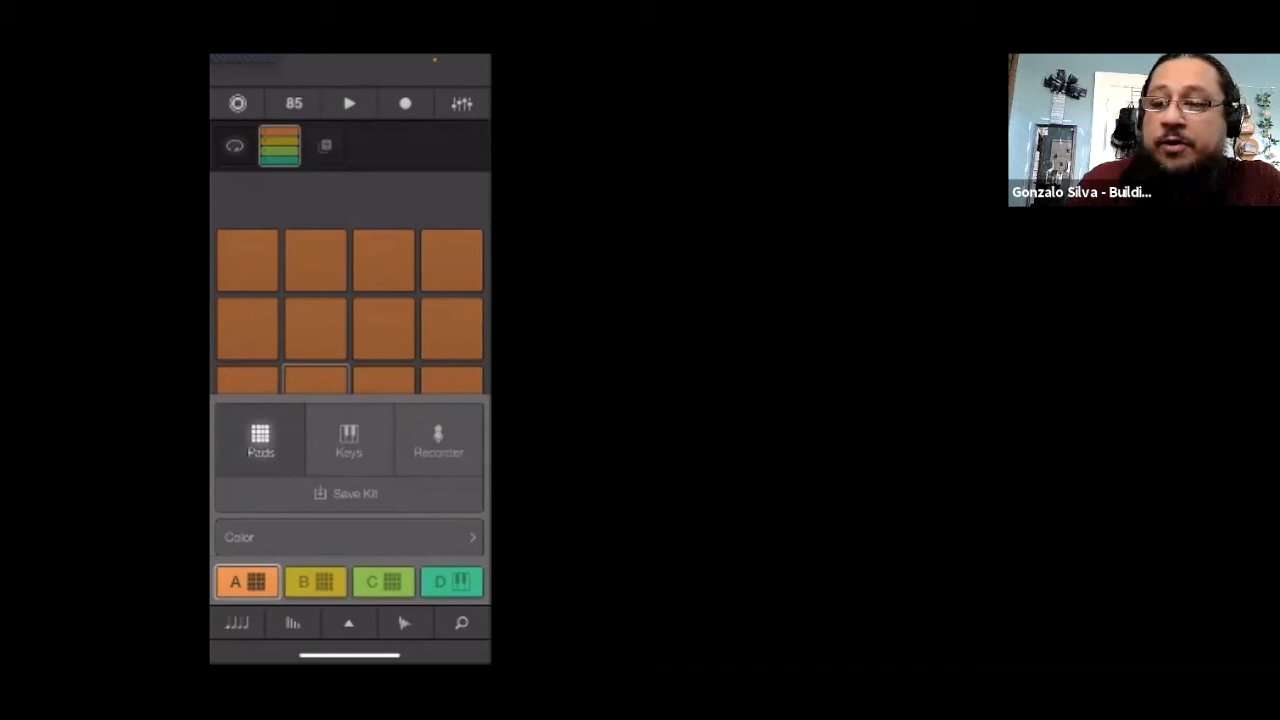 85
Pads Keys Recorder
Save Kit
Color
A B C D
Gonzalo Silva - Buildi...